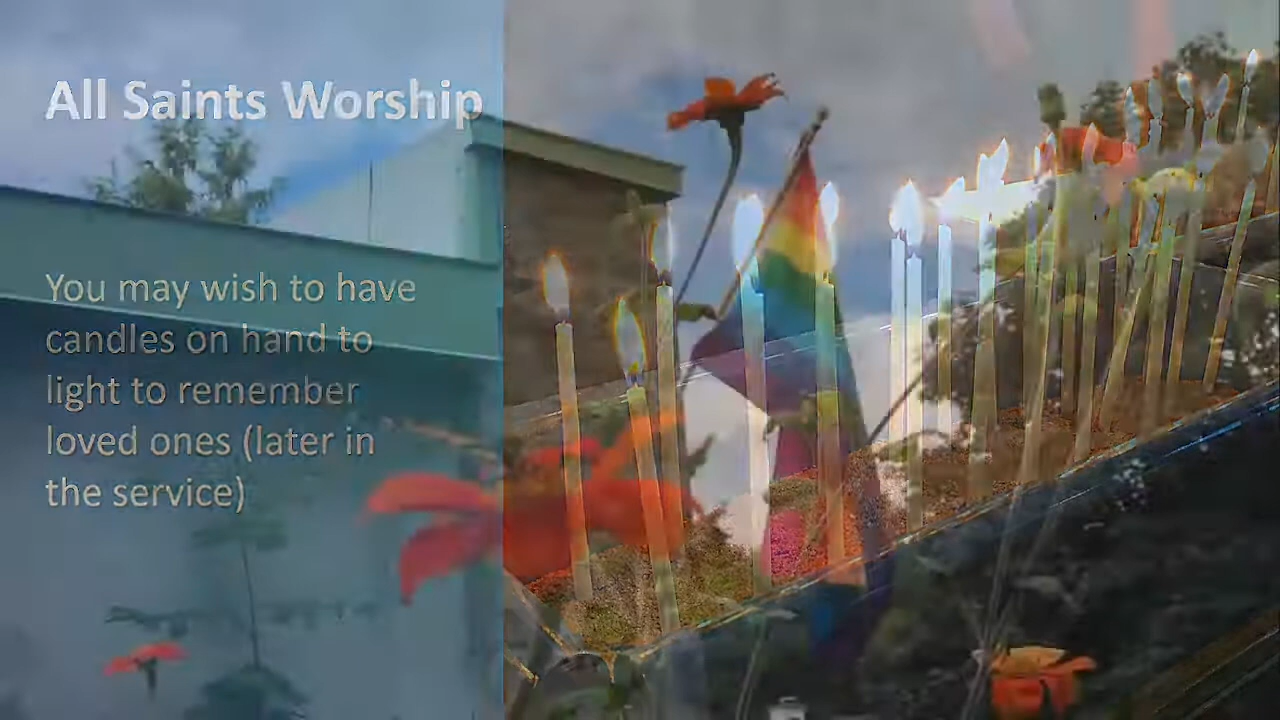 All Saints Worship
You may wish to have
candles on hand to
light to remember
loved ones (later in
the service)